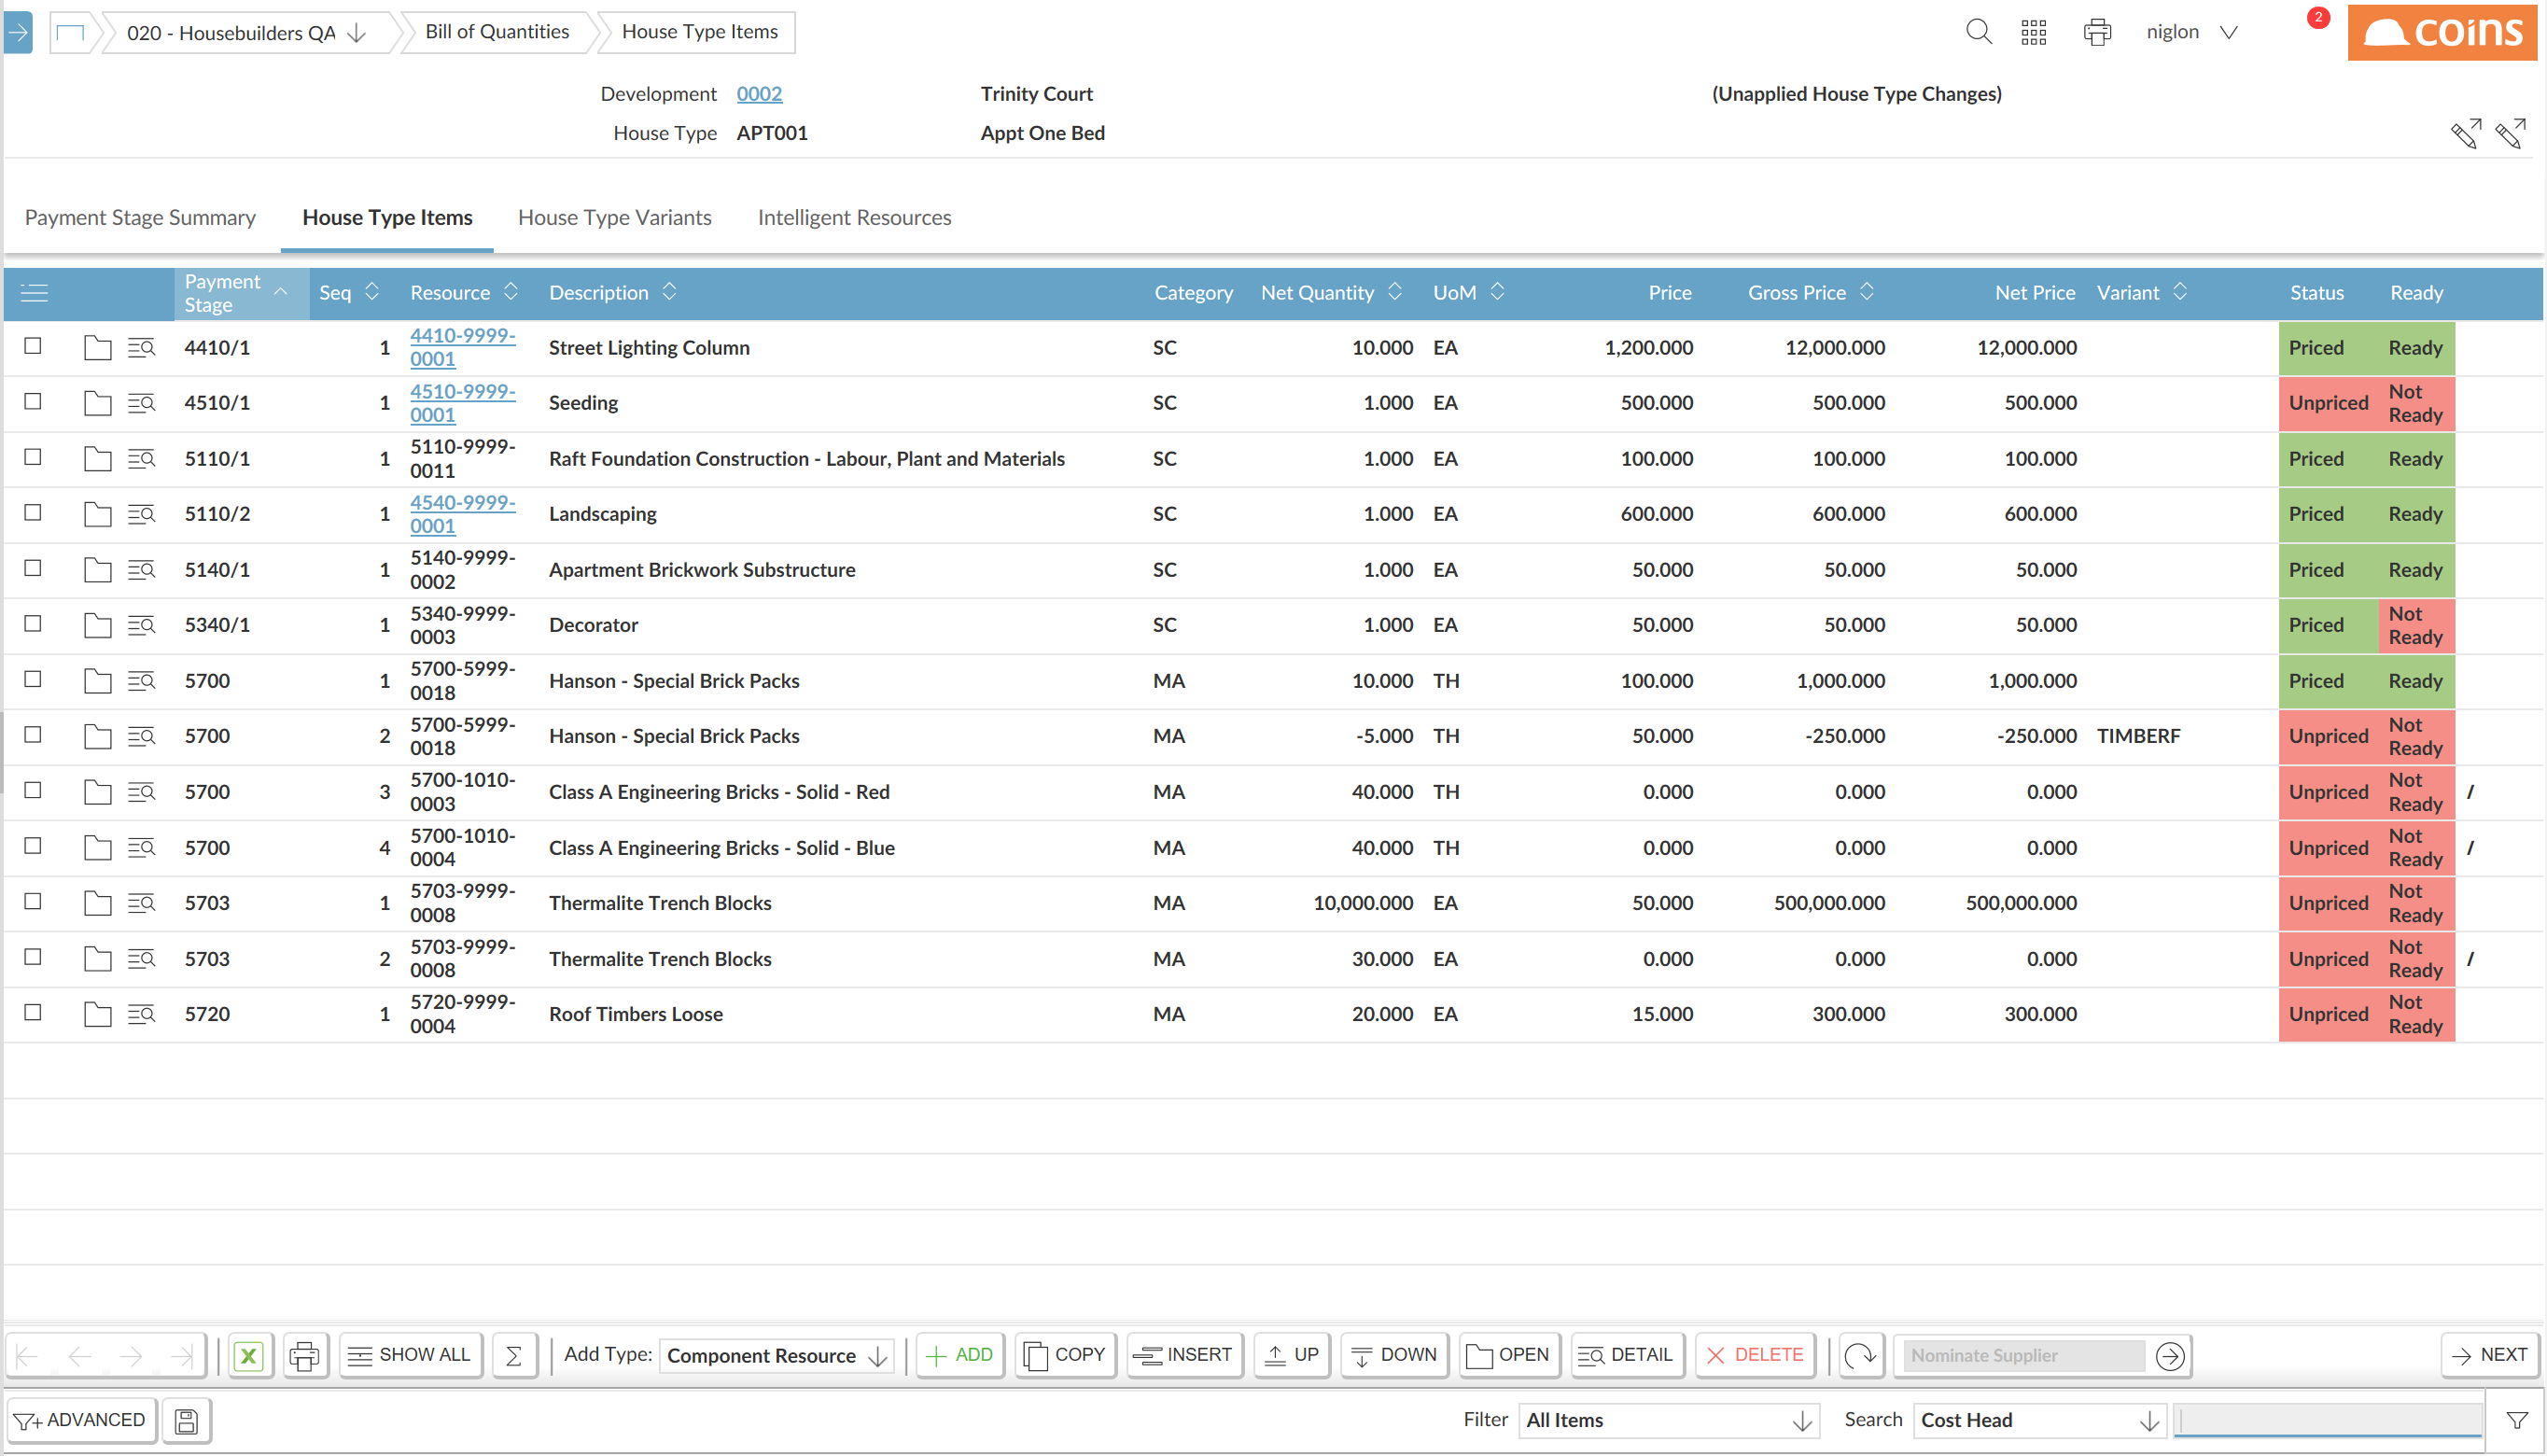 020 - Housebuilders QA Bill of Quantities House Type Items niglon 2 coins
Development 0002 Trinity Court (Unapplied House Type Changes)
House Type APT001 Appt One Bed
Payment Stage Summary House Type Items House Type Variants Intelligent Resources
Payment Stage Seq Resource Description Category Net Quantity UoM Price Gross Price Net Price Variant Status Ready
4410/1 1 4410-9999-0001 Street Lighting Column SC 10.000 EA 1,200.000 12,000.000 12,000.000 Priced Ready
4510/1 1 4510-9999-0001 Seeding SC 1.000 EA 500.000 500.000 500.000 Unpriced Not Ready
5110/1 1 5110-9999-0011 Raft Foundation Construction - Labour, Plant and Materials SC 1.000 EA 100.000 100.000 100.000 Priced Ready
5110/2 1 4540-9999-0001 Landscaping SC 1.000 EA 600.000 600.000 600.000 Priced Ready
5140/1 1 5140-9999-0002 Apartment Brickwork Substructure SC 1.000 EA 50.000 50.000 50.000 Priced Ready
5340/1 1 5340-9999-0003 Decorator SC 1.000 EA 50.000 50.000 50.000 Priced Not Ready
5700 1 5700-5999-0018 Hanson - Special Brick Packs MA 10.000 TH 100.000 1,000.000 1,000.000 Priced Ready
5700 2 5700-5999-0018 Hanson - Special Brick Packs MA -5.000 TH 50.000 -250.000 -250.000 TIMBERF Unpriced Not Ready
5700 3 5700-1010-0003 Class A Engineering Bricks - Solid - Red MA 40.000 TH 0.000 0.000 0.000 Unpriced Not Ready /
5700 4 5700-1010-0004 Class A Engineering Bricks - Solid - Blue MA 40.000 TH 0.000 0.000 0.000 Unpriced Not Ready /
5703 1 5703-9999-0008 Thermalite Trench Blocks MA 10,000.000 EA 50.000 500,000.000 500,000.000 Unpriced Not Ready
5703 2 5703-9999-0008 Thermalite Trench Blocks MA 30.000 EA 0.000 0.000 0.000 Unpriced Not Ready /
5720 1 5720-9999-0004 Roof Timbers Loose MA 20.000 EA 15.000 300.000 300.000 Unpriced Not Ready
SHOW ALL Add Type: Component Resource ADD COPY INSERT UP DOWN OPEN DETAIL DELETE Nominate Supplier NEXT
ADVANCED Filter All Items Search Cost Head